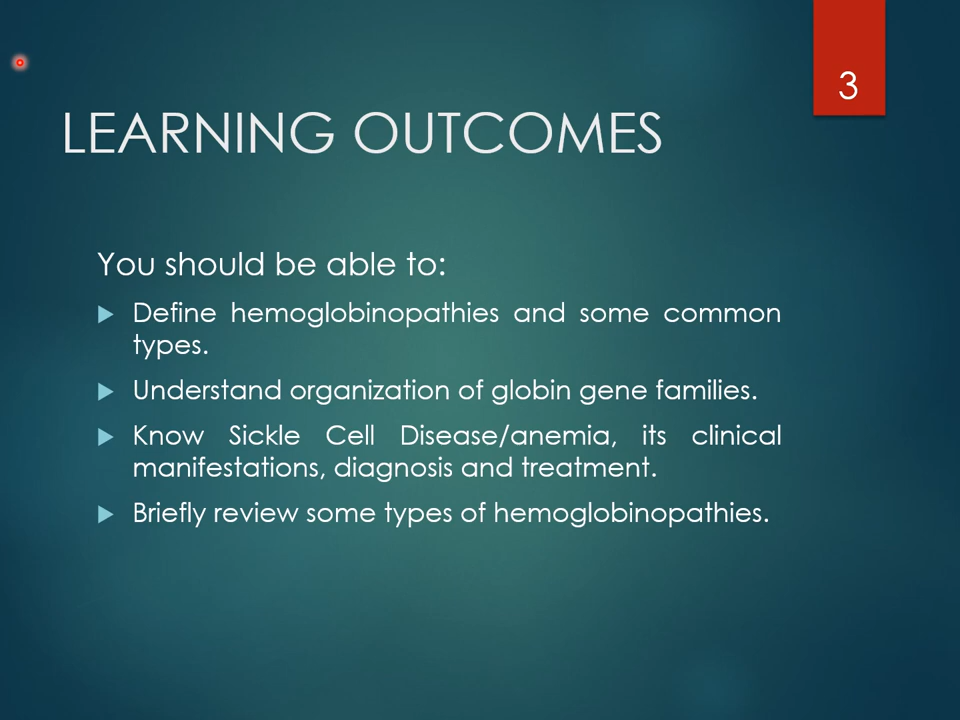 3
LEARNING OUTCOMES
You should be able to:
Define hemoglobinopathies and some common
types.
Understand organization of globin gene families.
Know Sickle Cell Disease/anemia, its clinical
manifestations, diagnosis and treatment.
Briefly review some types of hemoglobinopathies.